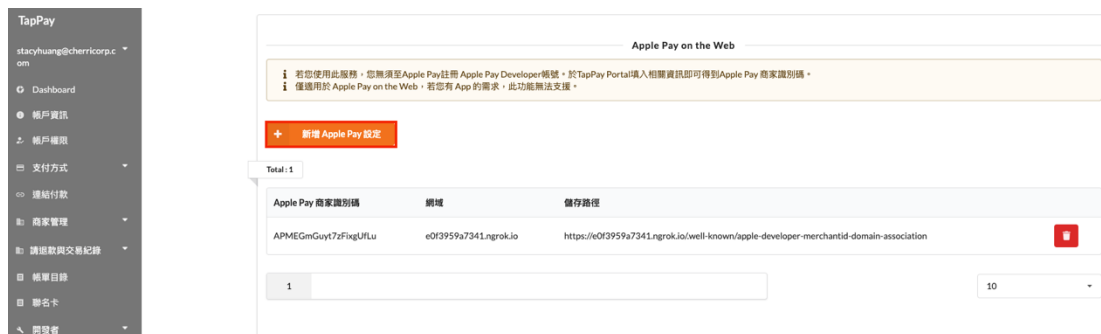 TapPay
stacyhuang@cherricorp.c
om
Dashboard
帳戶資訊
帳戶權限
支付方式
連結付款
商家管理
請退款與交易紀錄
帳單目錄
聯名卡
開發者
Apple Pay on the Web
若您使用此服務，您無須至Apple Pay註冊 Apple Pay Developer帳號。於TapPay Portal填入相關資訊即可得到Apple Pay 商家識別碼。
僅適用於 Apple Pay on the Web，若您有 App 的需求，此功能無法支援。
+ 新增 Apple Pay 設定
Total : 1
Apple Pay 商家識別碼 網域 儲存路徑
APMEGmGuyt7zFixgUfLu e0f3959a7341.ngrok.io https://e0f3959a7341.ngrok.io/.well-known/apple-developer-merchantid-domain-association
1
10